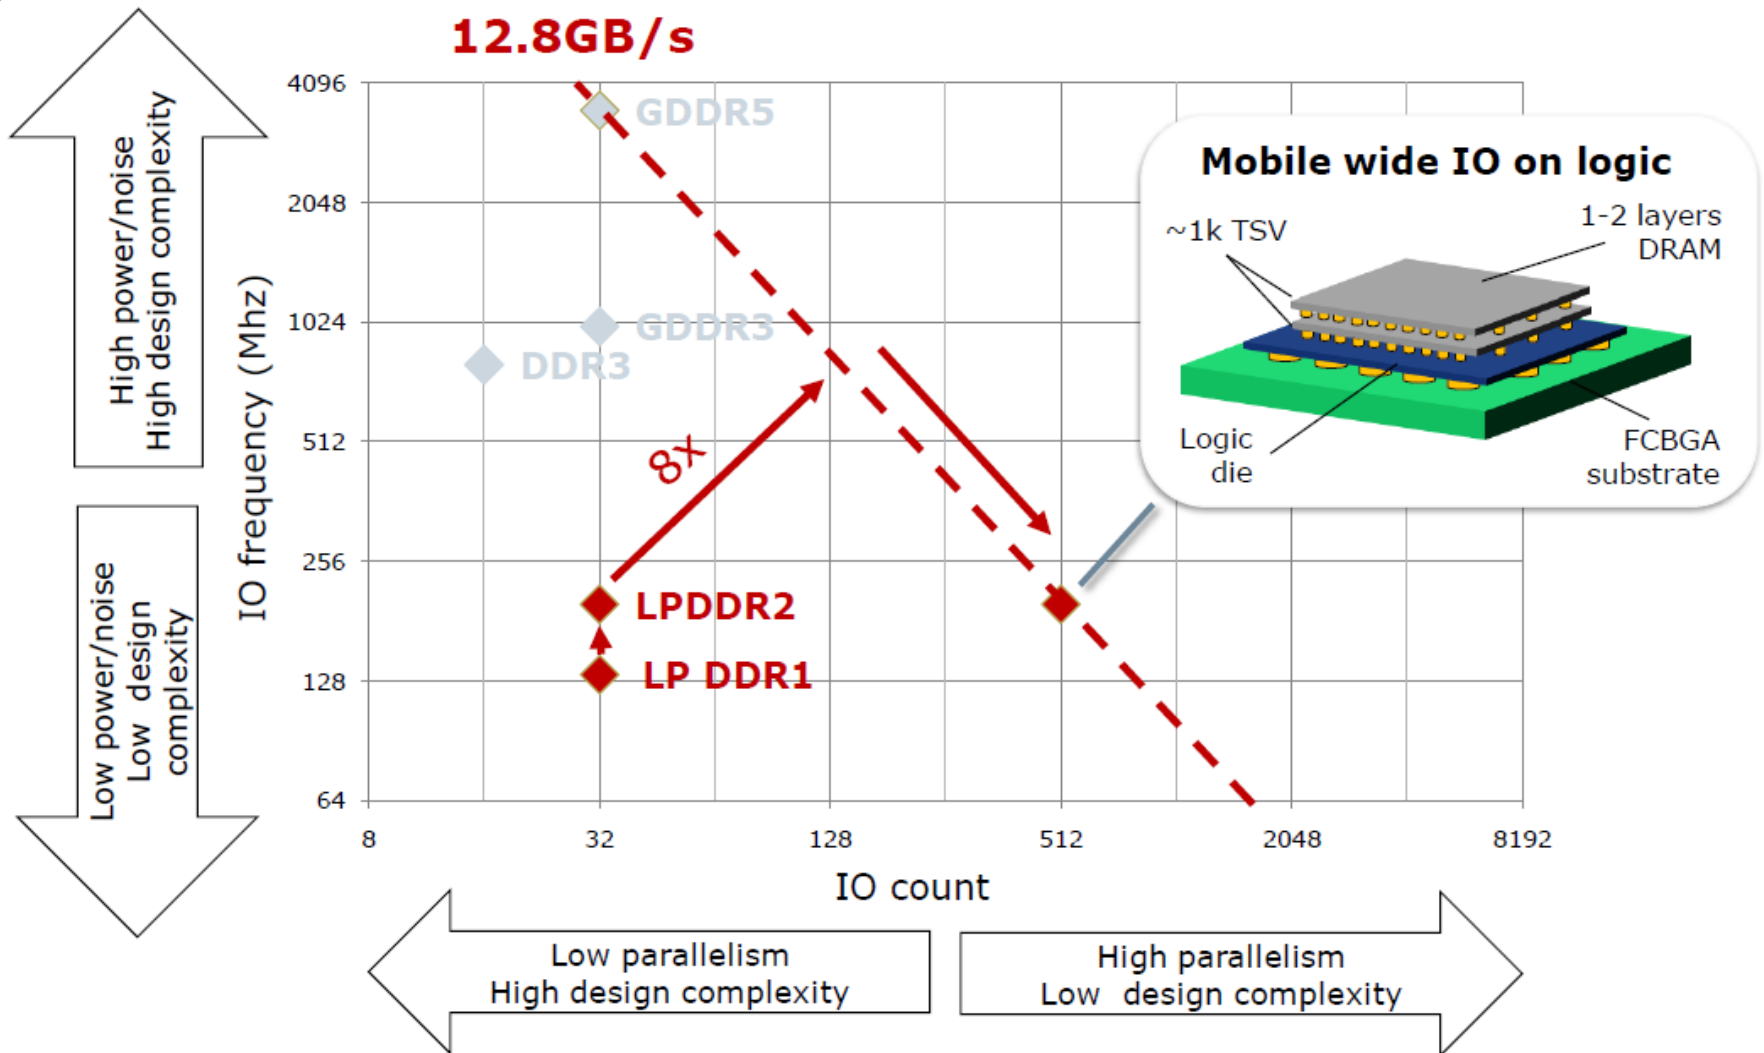 12.8GB/s
High power/noise
High design complexity
Low power/noise
Low design
complexity
IO frequency (Mhz)
4096
2048
1024
512
256
128
64
GDDR5
GDDR3
DDR3
8x
LPDDR2
LP DDR1
Mobile wide IO on logic
~1k TSV
1-2 layers
DRAM
Logic
die
FCBGA
substrate
8
32
128
512
2048
8192
IO count
Low parallelism
High design complexity
High parallelism
Low design complexity